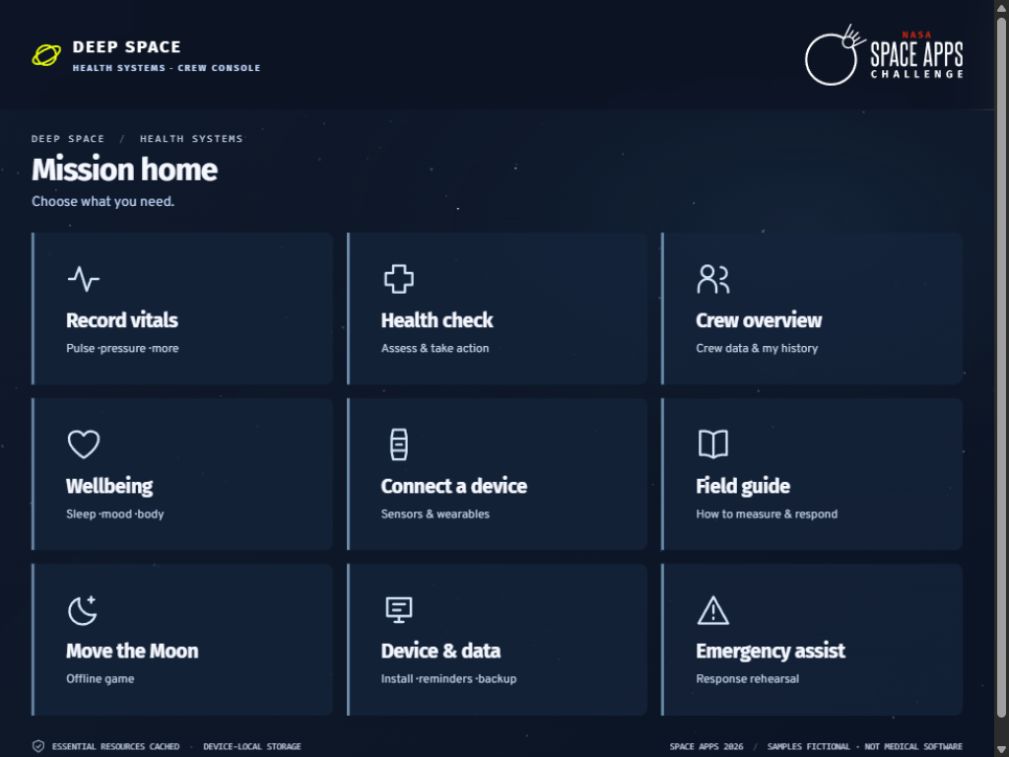 DEEP SPACE
HEALTH SYSTEMS - CREW CONSOLE
NASA
SPACE APPS
CHALLENGE
DEEP SPACE / HEALTH SYSTEMS
Mission home
Choose what you need.
Record vitals
Pulse ·pressure ·more
Health check
Assess & take action
Crew overview
Crew data & my history
Wellbeing
Sleep ·mood ·body
Connect a device
Sensors & wearables
Field guide
How to measure & respond
Move the Moon
Offline game
Device & data
Install ·reminders ·backup
Emergency assist
Response rehearsal
ESSENTIAL RESOURCES CACHED · DEVICE-LOCAL STORAGE
SPACE APPS 2026 / SAMPLES FICTIONAL · NOT MEDICAL SOFTWARE